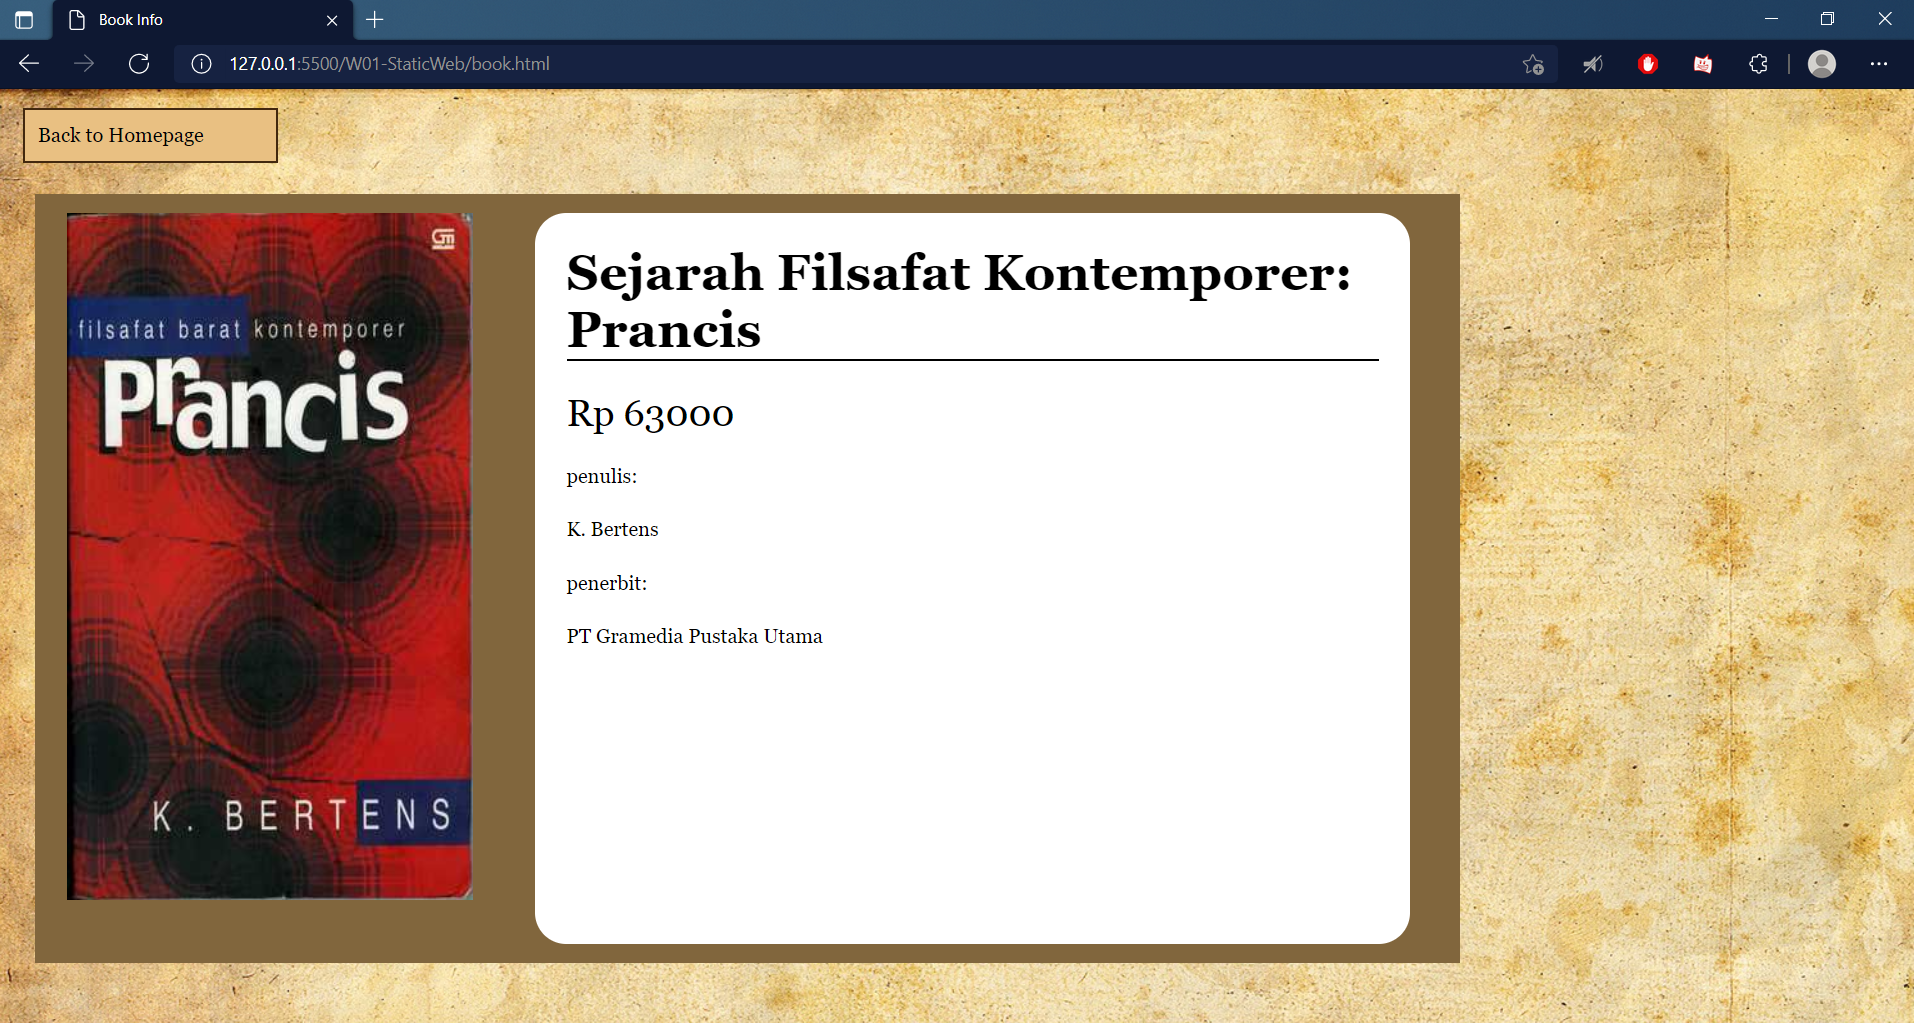 Book Info
127.0.0.1:5500/W01-StaticWeb/book.html
Back to Homepage
GM
filsafat barat kontemporer
Prancis
K. BERTENS
Sejarah Filsafat Kontemporer:
Prancis
Rp 63000
penulis:
K. Bertens
penerbit:
PT Gramedia Pustaka Utama